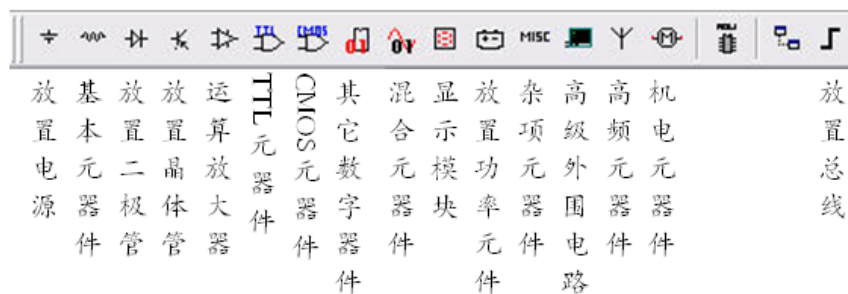 TTL
CMOS
MISC
放置电源
基本元器件
放置二极管
放置晶体管
运算放大器
TTL元器件
CMOS元器件
其它数字器件
混合元器件
显示模块
放置功率元件
杂项元器件
高级外围电路
高频元器件
机电元器件
放置总线